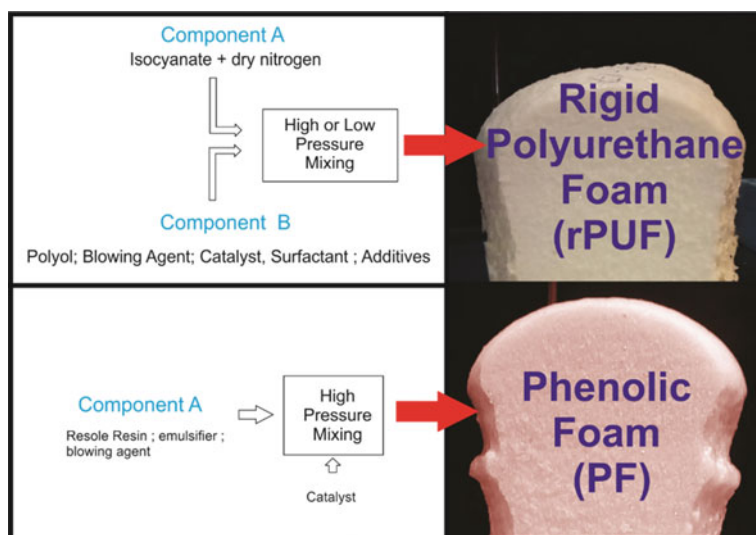 Component A
Isocyanate + dry nitrogen
High or Low
Pressure
Mixing
Component B
Polyol; Blowing Agent; Catalyst, Surfactant ; Additives
Rigid
Polyurethane
Foam
(rPUF)
Component A
Resole Resin ; emulsifier ;
blowing agent
High
Pressure
Mixing
Catalyst
Phenolic
Foam
(PF)